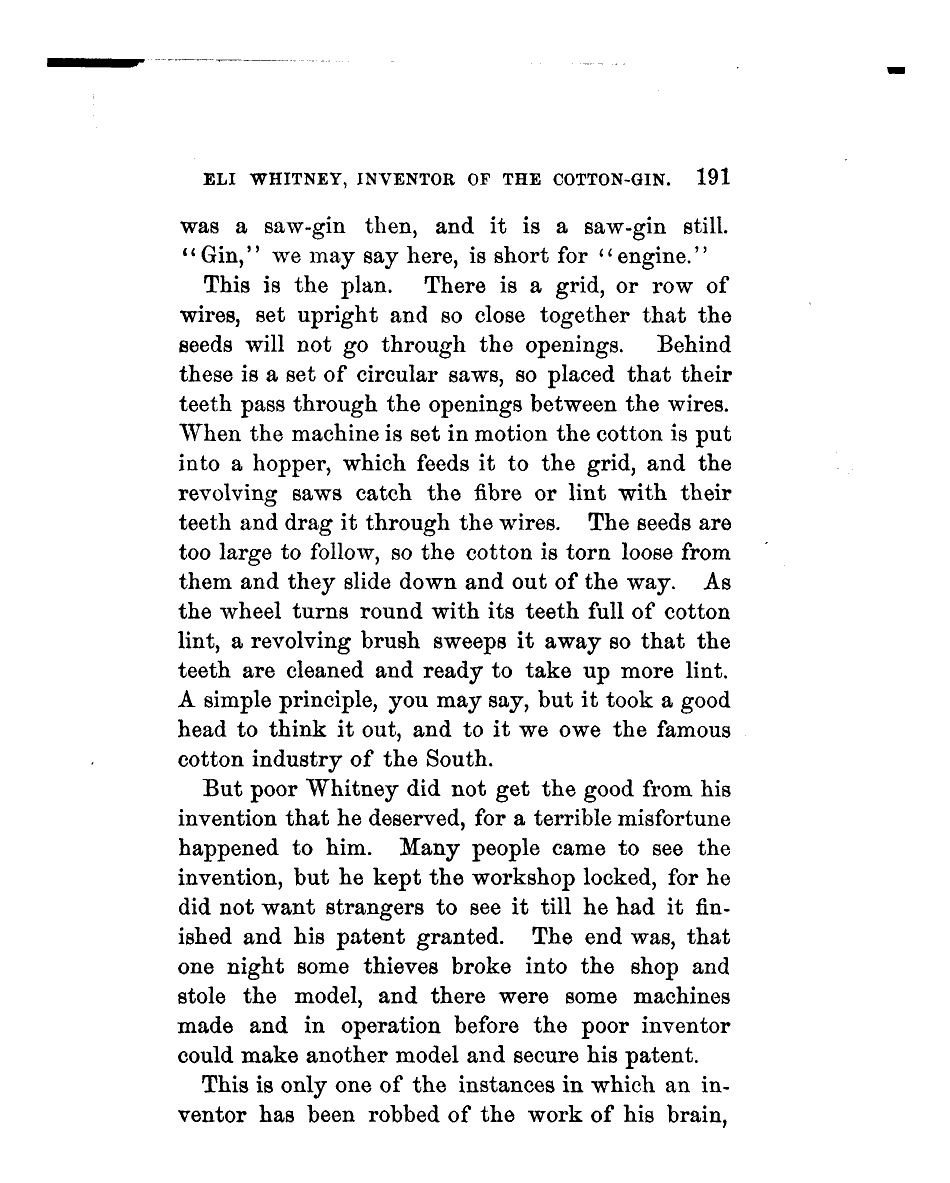 ELI WHITNEY, INVENTOR OF THE COTTON-GIN. 191
was a saw-gin then, and it is a saw-gin still.
“Gin,” we may say here, is short for “engine.”
This is the plan. There is a grid, or row of
wires, set upright and so close together that the
seeds will not go through the openings. Behind
these is a set of circular saws, so placed that their
teeth pass through the openings between the wires.
When the machine is set in motion the cotton is put
into a hopper, which feeds it to the grid, and the
revolving saws catch the fibre or lint with their
teeth and drag it through the wires. The seeds are
too large to follow, so the cotton is torn loose from
them and they slide down and out of the way. As
the wheel turns round with its teeth full of cotton
lint, a revolving brush sweeps it away so that the
teeth are cleaned and ready to take up more lint.
A simple principle, you may say, but it took a good
head to think it out, and to it we owe the famous
cotton industry of the South.
But poor Whitney did not get the good from his
invention that he deserved, for a terrible misfortune
happened to him. Many people came to see the
invention, but he kept the workshop locked, for he
did not want strangers to see it till he had it fin-
ished and his patent granted. The end was, that
one night some thieves broke into the shop and
stole the model, and there were some machines
made and in operation before the poor inventor
could make another model and secure his patent.
This is only one of the instances in which an in-
ventor has been robbed of the work of his brain,